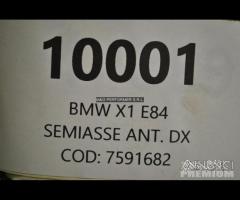 10001
BMW X1 E84
SEMIASSE ANT. DX
COD: 7591682
PREMIUM